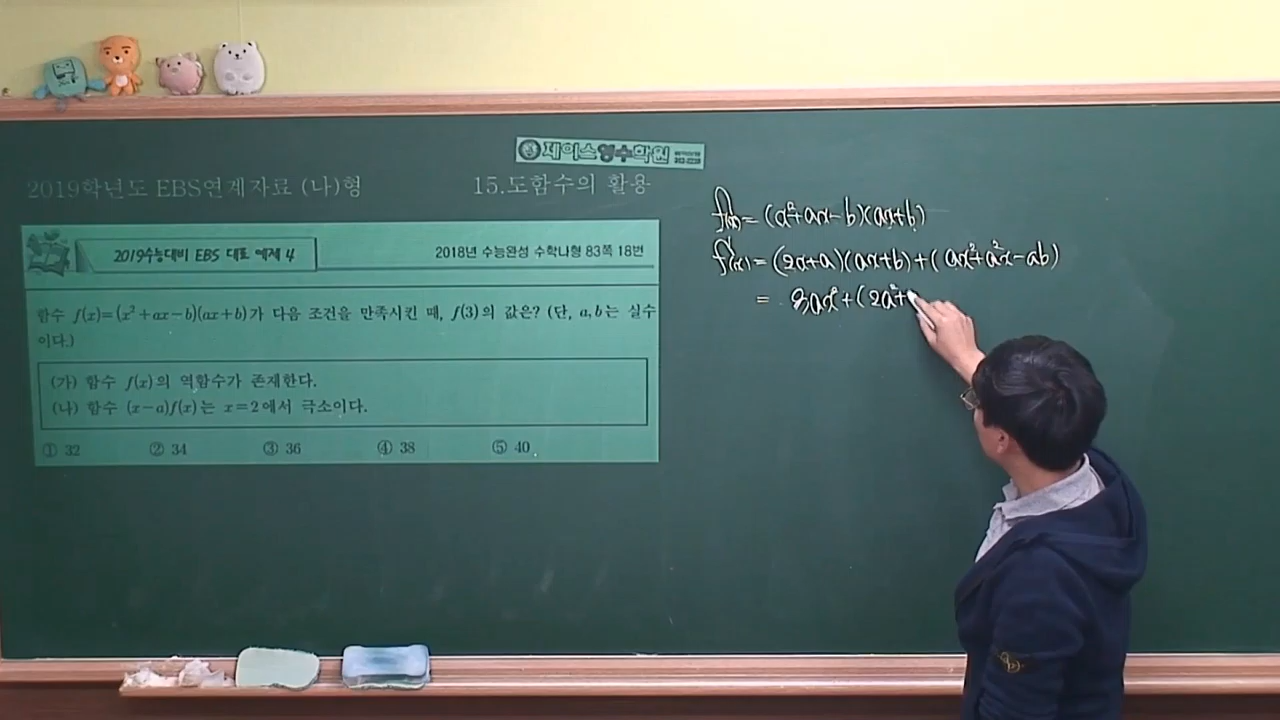 제이스영수학원
2019학년도 EBS연계자료 (나)형 15.도함수의 활용
2019수능대비 EBS 대표 예제 4 2018년 수능완성 수학나형 83쪽 18번
함수 f(x)=(x²+ax-b)(ax+b)가 다음 조건을 만족시킨 때, f(3)의 값은? (단, a, b는 실수
이다.)
(가) 함수 f(x)의 역함수가 존재한다.
(나) 함수 (x-a)f(x)는 x=2에서 극소이다.
① 32 ② 34 ③ 36 ④ 38 ⑤ 40
f(x)=(x²+ax-b)(ax+b)
f'(x)=(2x+a)(ax+b)+(ax²+a²x-ab)
= 3ax²+(2a²+